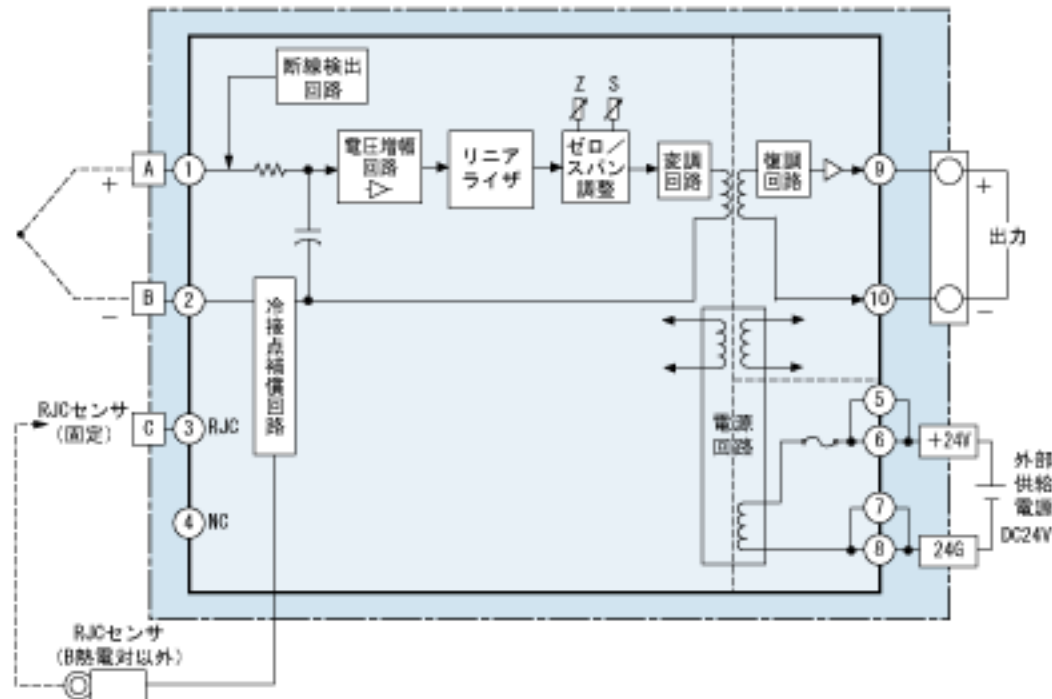 断線検出
回路
Z S
電圧増幅
回路
リニア
ライザ
ゼロ/
スパン
調整
変調
回路
復調
回路
A
1
9
+
+
出力
B
2
10
−
−
冷接点補償回路
RJCセンサ
(固定)
C
3
RJC
4
NC
電源
回路
5
6
+24V
7
8
24G
外部
供給
電源
DC24V
RJCセンサ
(B熱電対以外)